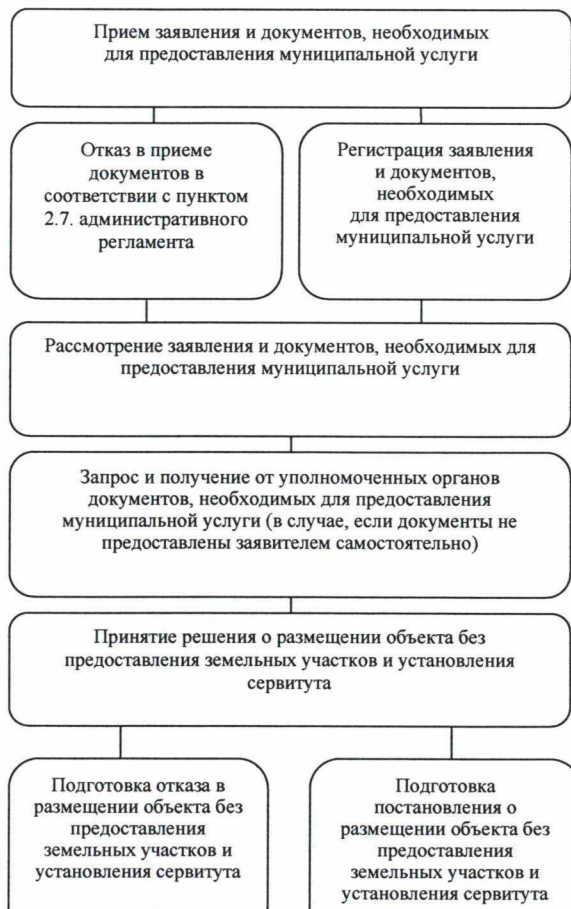 Прием заявления и документов, необходимых
для предоставления муниципальной услуги
Отказ в приеме
документов в
соответствии с пунктом
2.7. административного
регламента
Регистрация заявления
и документов,
необходимых
для предоставления
муниципальной услуги
Рассмотрение заявления и документов, необходимых для
предоставления муниципальной услуги
Запрос и получение от уполномоченных органов
документов, необходимых для предоставления
муниципальной услуги (в случае, если документы не
предоставлены заявителем самостоятельно)
Принятие решения о размещении объекта без
предоставления земельных участков и установления
сервитута
Подготовка отказа в
размещении объекта без
предоставления
земельных участков и
установления сервитута
Подготовка
постановления о
размещении объекта без
предоставления
земельных участков и
установления сервитута